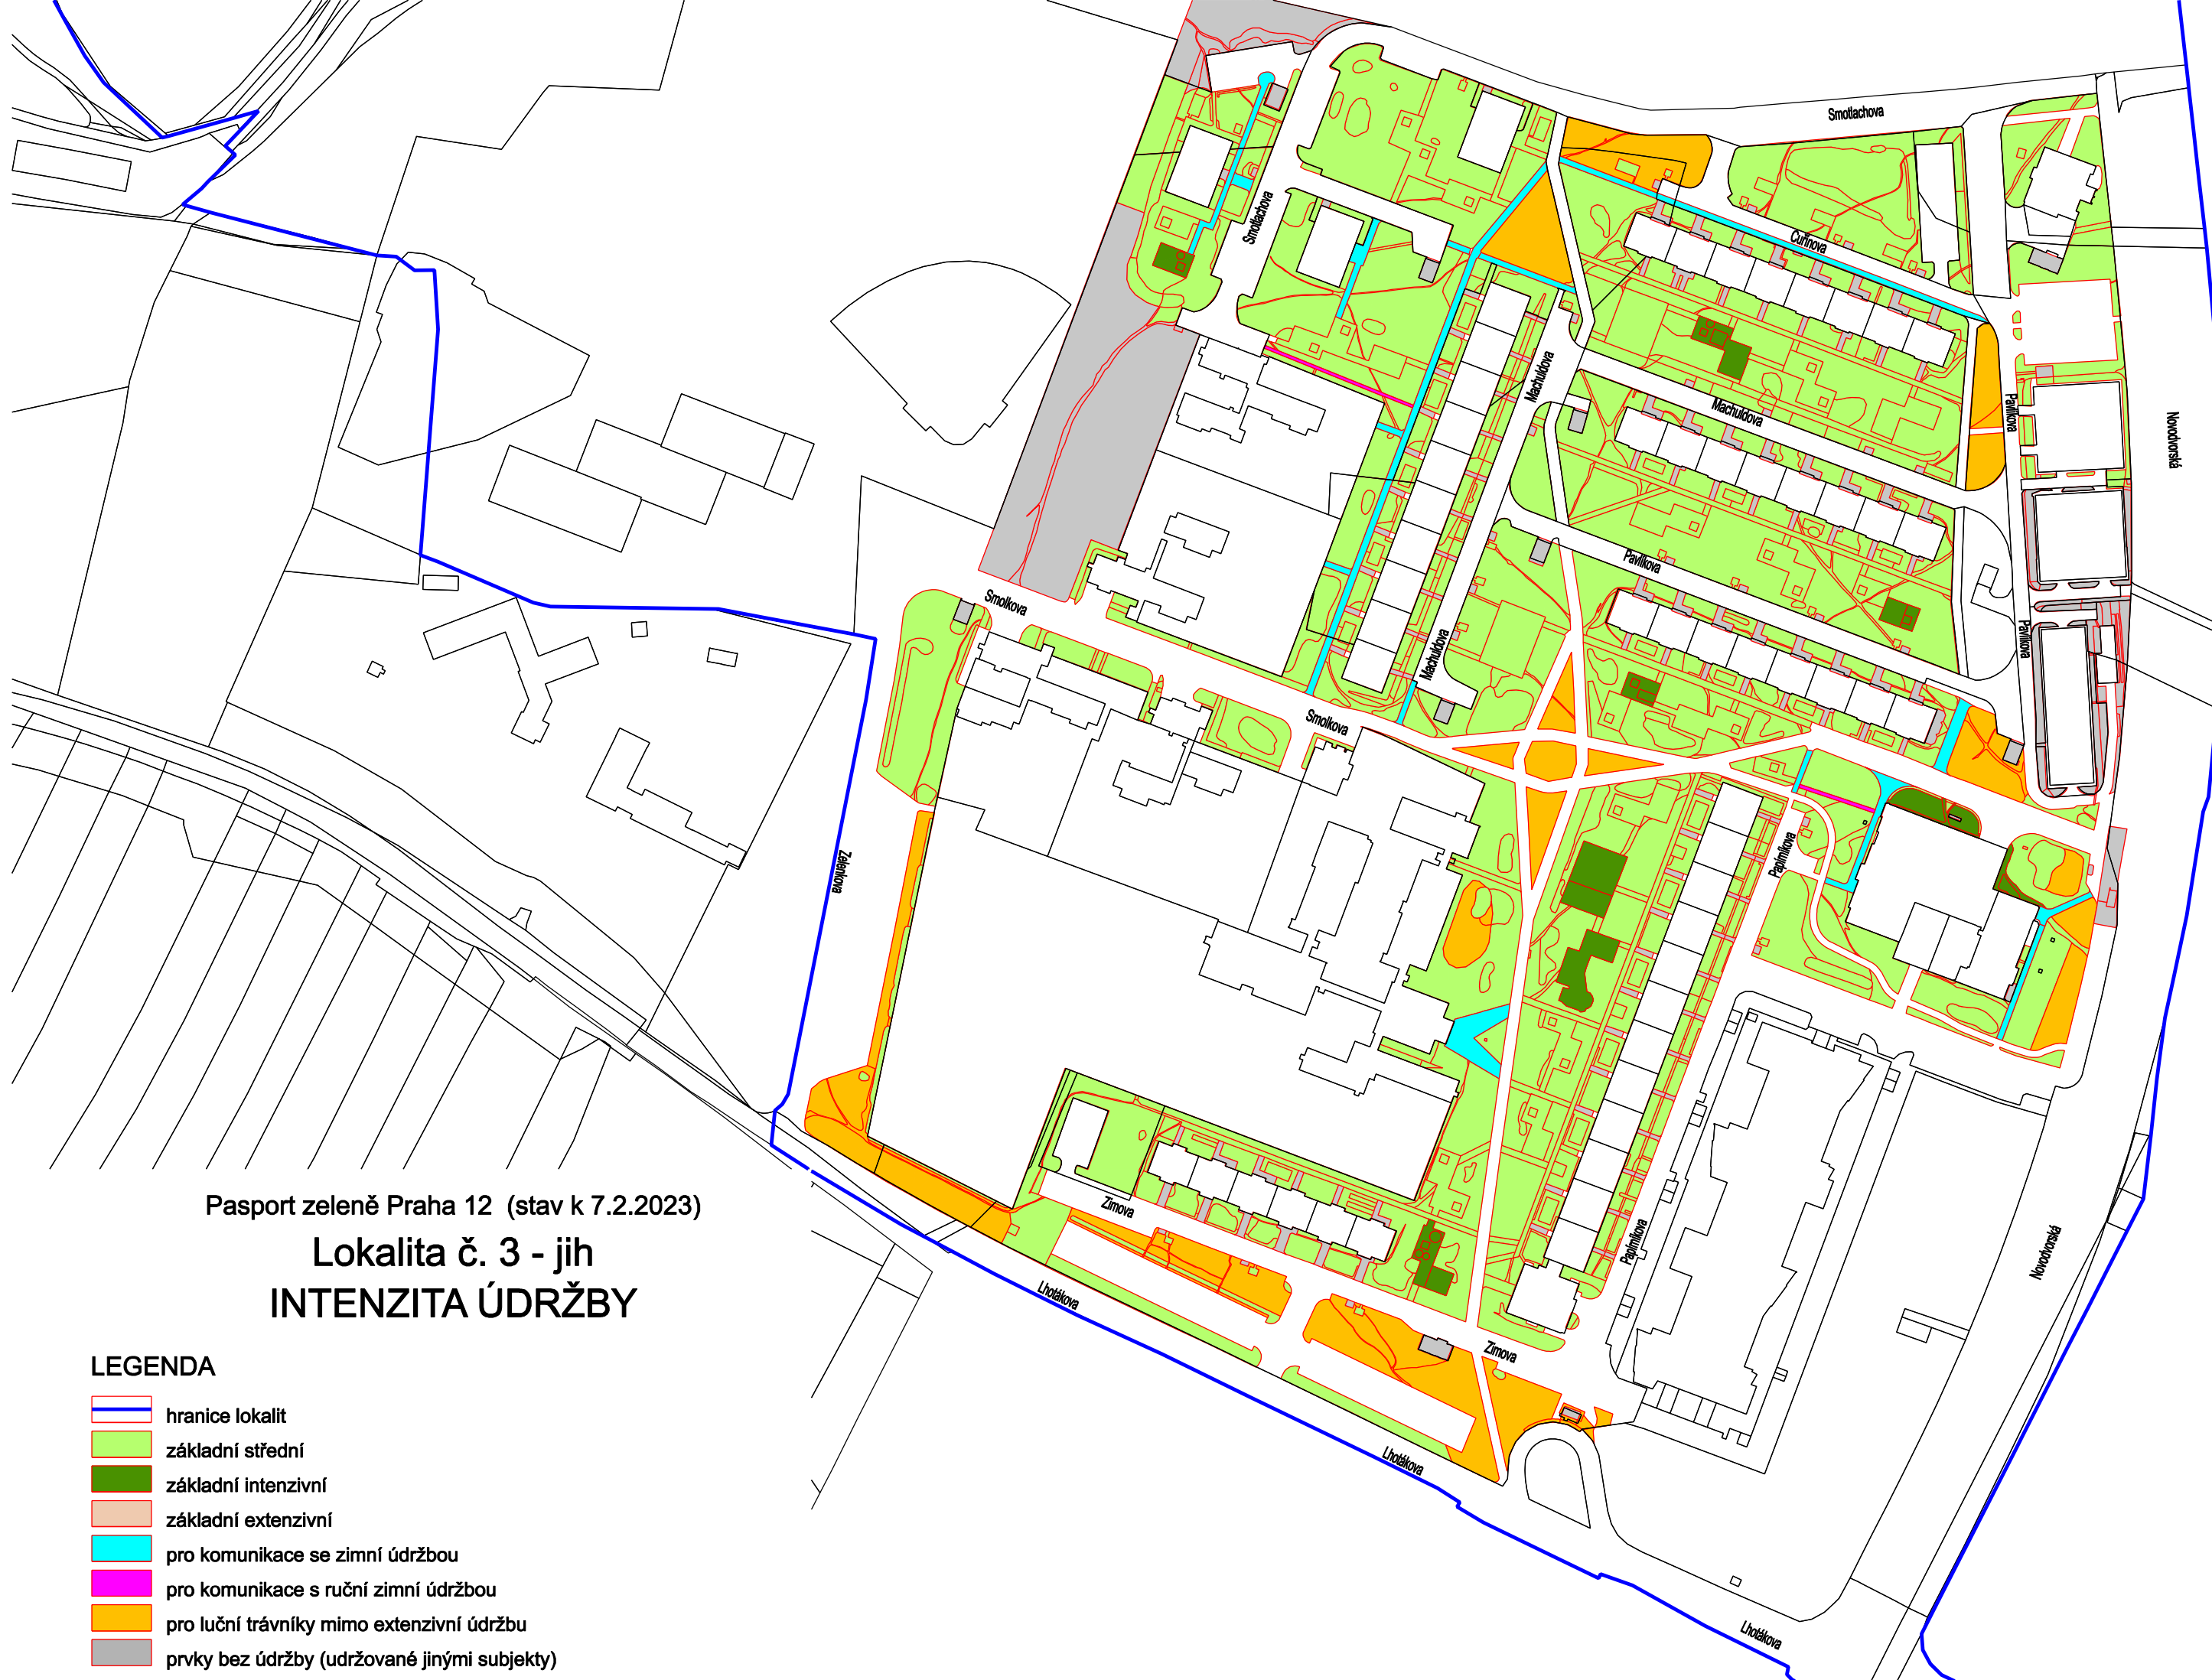 Smotlachova
Smotlachova
Cuřínova
Machuldova
Machuldova
Pavlíkova
Novodvorská
Pavlíkova
Smolkova
Pavlíkova
Machuldova
Smolkova
Zelenkova
Papírníkova
Pasport zeleně Praha 12 (stav k 7.2.2023)
Lokalita č. 3 - jih
INTENZITA ÚDRŽBY
Zimova
Papírníkova
Novodvorská
Lhotákova
Zimova
Lhotákova
Lhotákova
LEGENDA
hranice lokalit
základní střední
základní intenzivní
základní extenzivní
pro komunikace se zimní údržbou
pro komunikace s ruční zimní údržbou
pro luční trávníky mimo extenzivní údržbu
prvky bez údržby (udržované jinými subjekty)